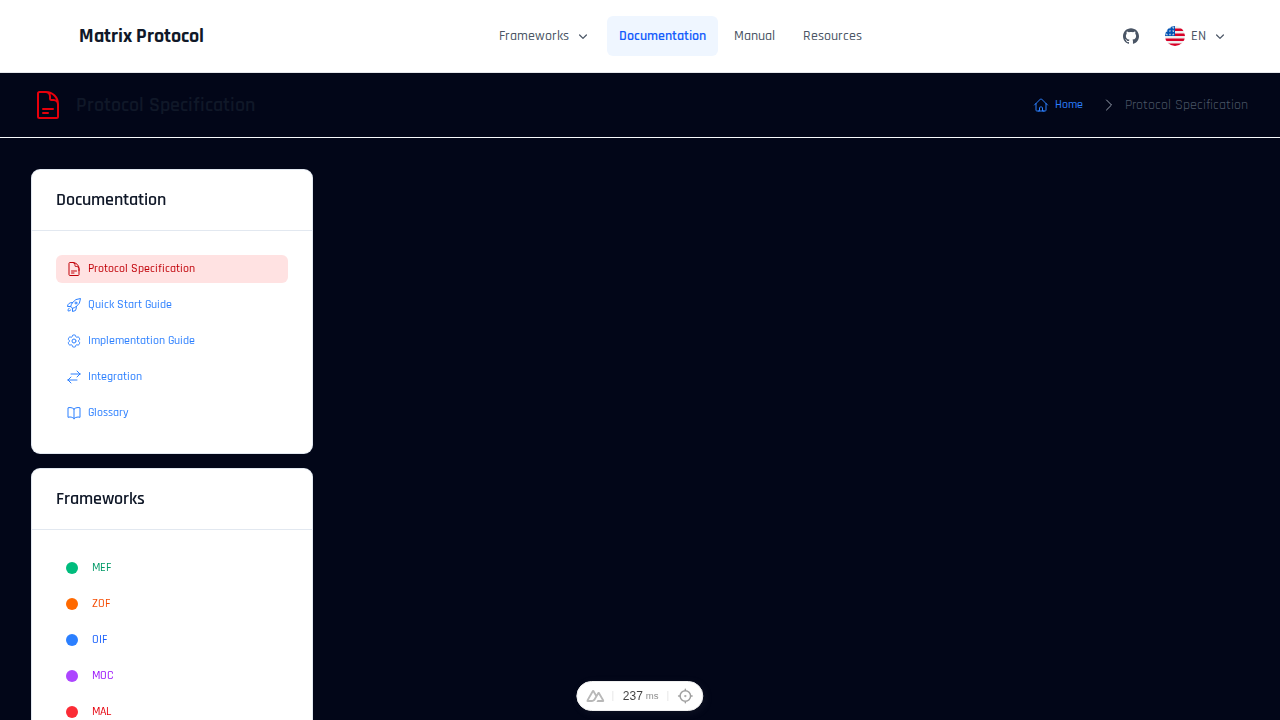 Matrix Protocol
Frameworks
Documentation
Manual
Resources
EN
Protocol Specification
Home
Protocol Specification
Documentation
Protocol Specification
Quick Start Guide
Implementation Guide
Integration
Glossary
Frameworks
MEF
ZOF
OIF
MOC
MAL
237 ms